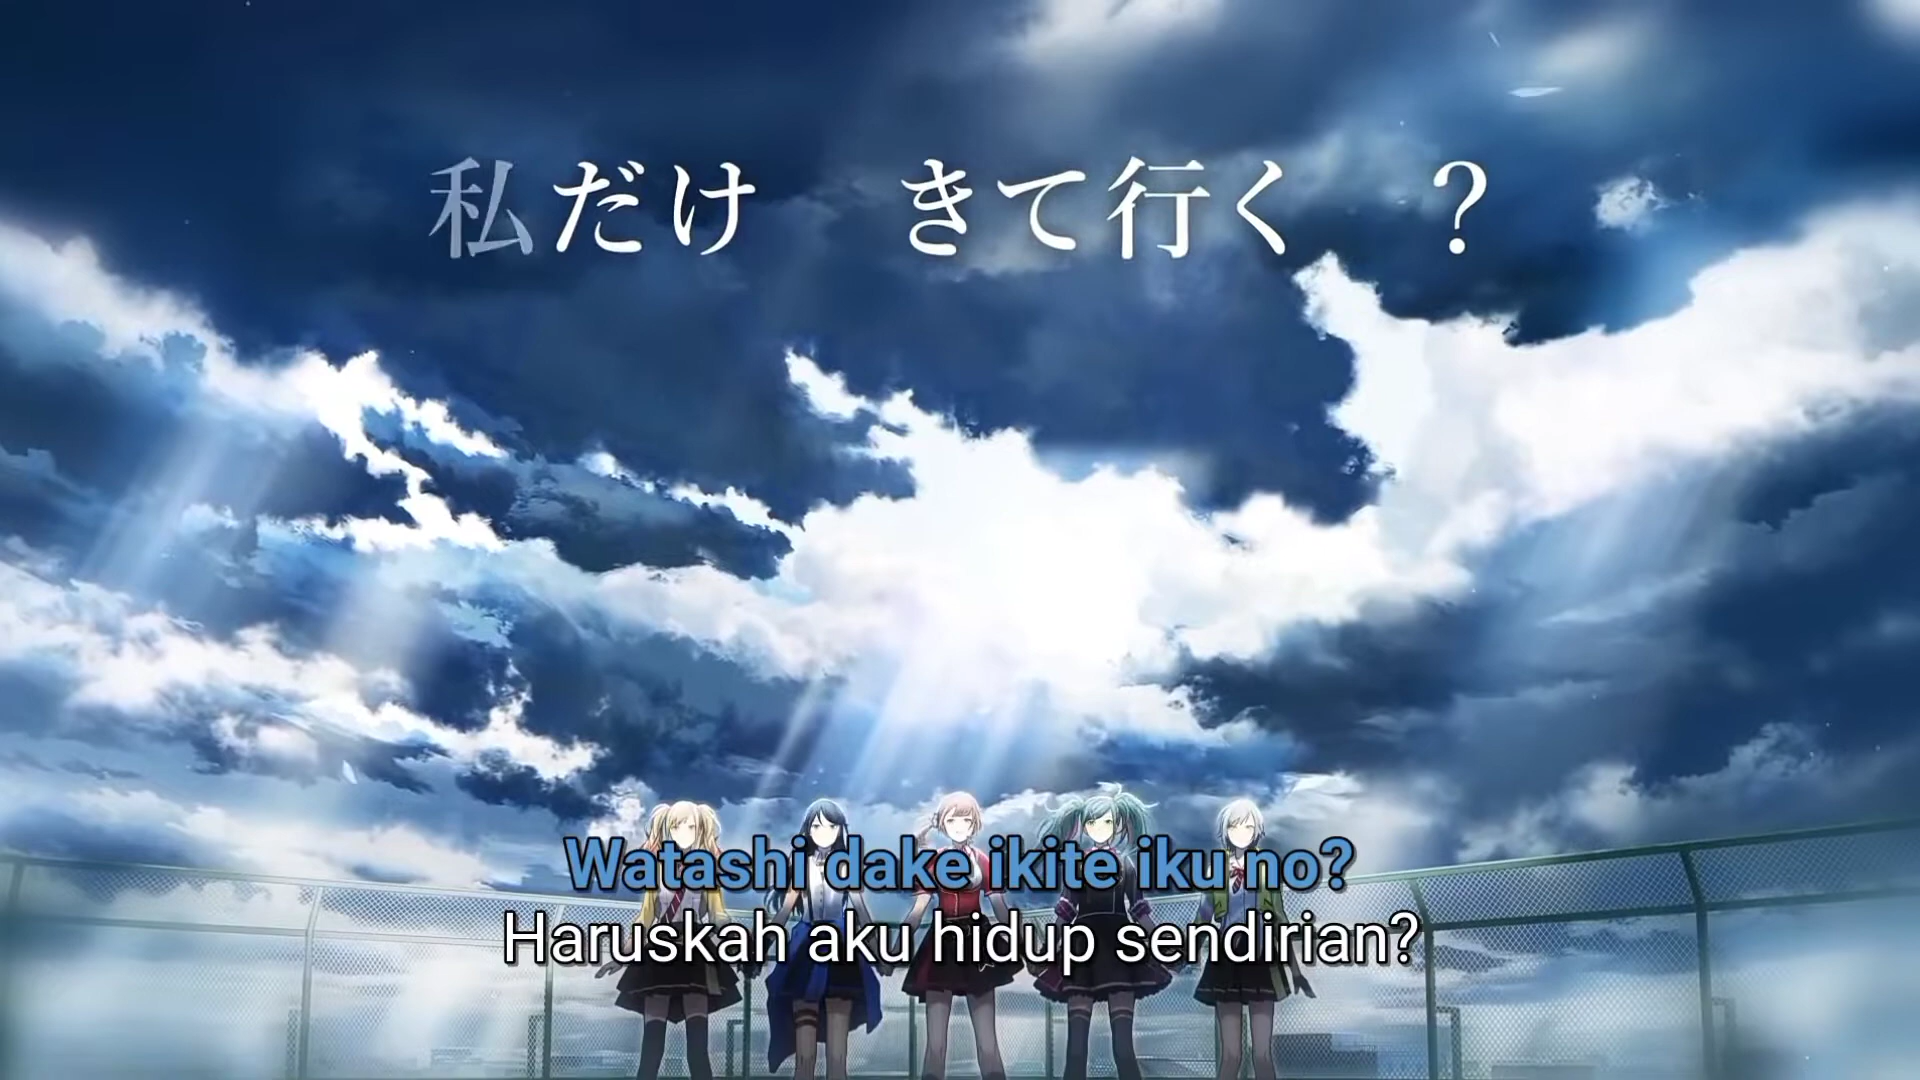 私だけ きて行く ?
Watashi dake ikite iku no?
Haruskah aku hidup sendirian?